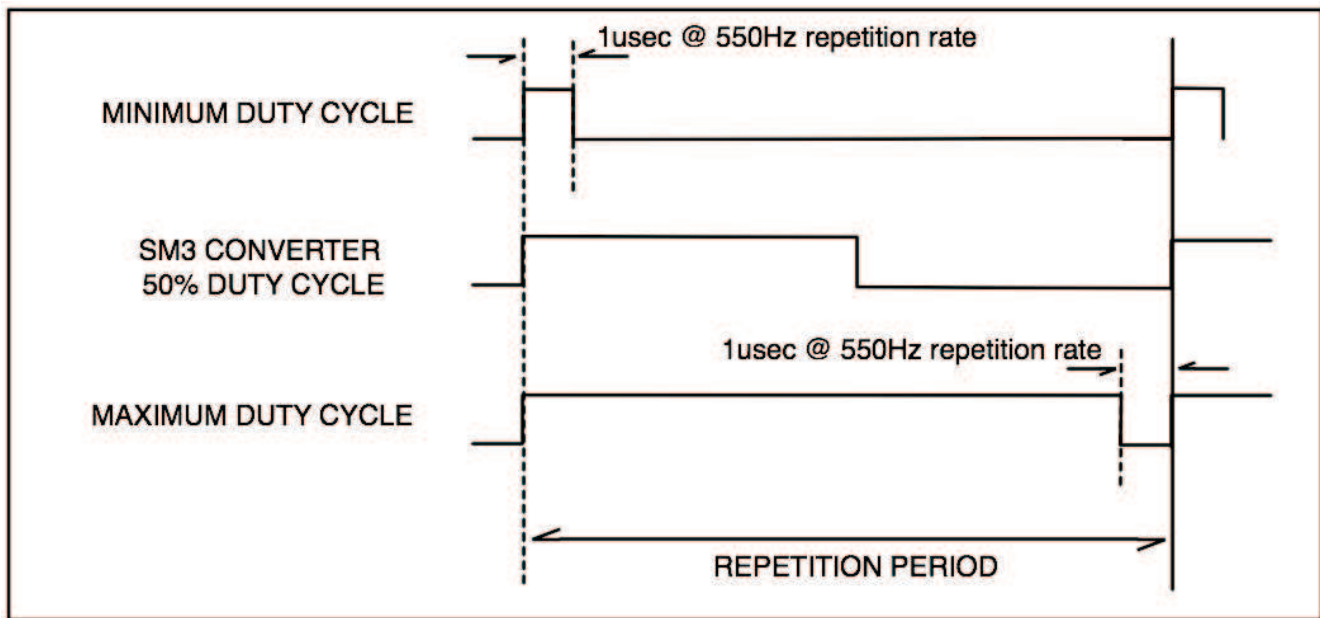 1usec @ 550Hz repetition rate
MINIMUM DUTY CYCLE
SM3 CONVERTER
50% DUTY CYCLE
1usec @ 550Hz repetition rate
MAXIMUM DUTY CYCLE
REPETITION PERIOD